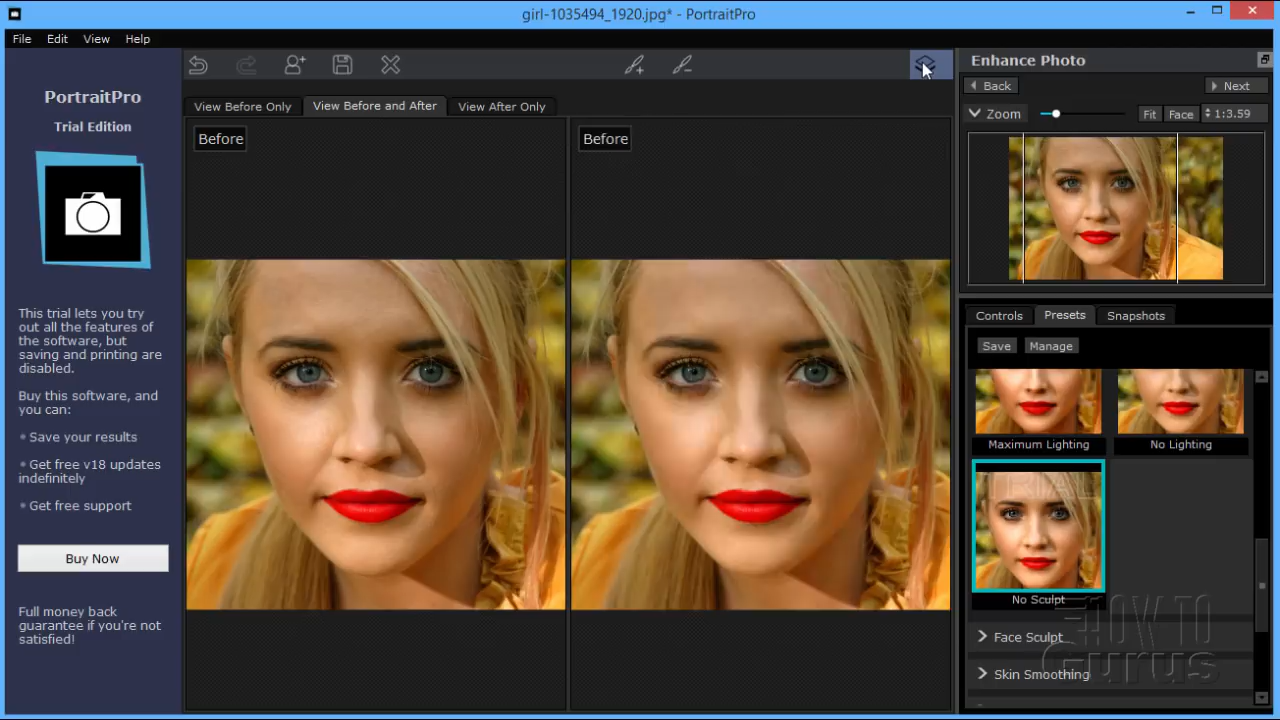 girl-1035494_1920.jpg* - PortraitPro
File Edit View Help
PortraitPro
Trial Edition
This trial lets you try
out all the features of
the software, but
saving and printing are
disabled.
Buy this software, and
you can:
• Save your results
• Get free v18 updates
indefinitely
• Get free support
Buy Now
Full money back
guarantee if you're not
satisfied!
View Before Only View Before and After View After Only
Before Before
Enhance Photo
Back Next
Zoom Fit Face 1:3.59
Controls Presets Snapshots
Save Manage
Maximum Lighting No Lighting
TRIAL
No Sculpt
Face Sculpt
Skin Smoothing
HOW TO
Gurus